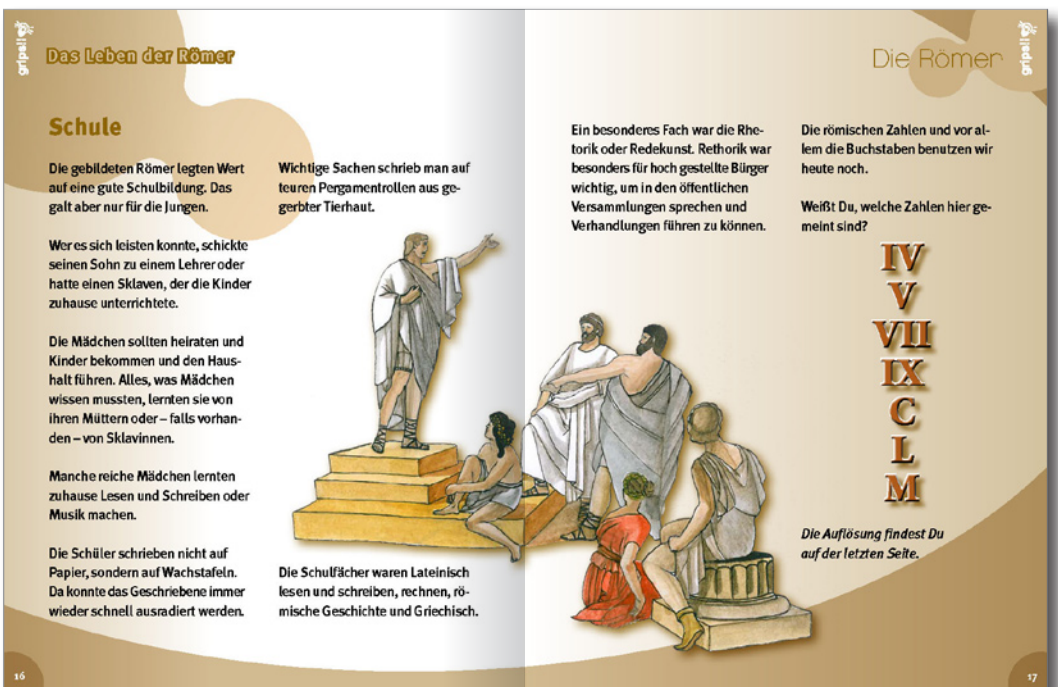 gripsi!
Das Leben der Römer
Schule
Die gebildeten Römer legten Wert
auf eine gute Schulbildung. Das
galt aber nur für die Jungen.
Wer es sich leisten konnte, schickte
seinen Sohn zu einem Lehrer oder
hatte einen Sklaven, der die Kinder
zuhause unterrichtete.
Die Mädchen sollten heiraten und
Kinder bekommen und den Haus-
halt führen. Alles, was Mädchen
wissen mussten, lernten sie von
ihren Müttern oder – falls vorhan-
den – von Sklavinnen.
Manche reiche Mädchen lernten
zuhause Lesen und Schreiben oder
Musik machen.
Die Schüler schrieben nicht auf
Papier, sondern auf Wachstafeln.
Da konnte das Geschriebene immer
wieder schnell ausradiert werden.
Wichtige Sachen schrieb man auf
teuren Pergamentrollen aus ge-
gerbter Tierhaut.
Die Schulfächer waren Lateinisch
lesen und schreiben, rechnen, rö-
mische Geschichte und Griechisch.
16
Die Römer
gripsi!
Ein besonderes Fach war die Rhe-
torik oder Redekunst. Rethorik war
besonders für hoch gestellte Bürger
wichtig, um in den öffentlichen
Versammlungen sprechen und
Verhandlungen führen zu können.
Die römischen Zahlen und vor al-
lem die Buchstaben benutzen wir
heute noch.
Weißt Du, welche Zahlen hier ge-
meint sind?
IV
V
VII
IX
C
L
M
Die Auflösung findest Du
auf der letzten Seite.
17